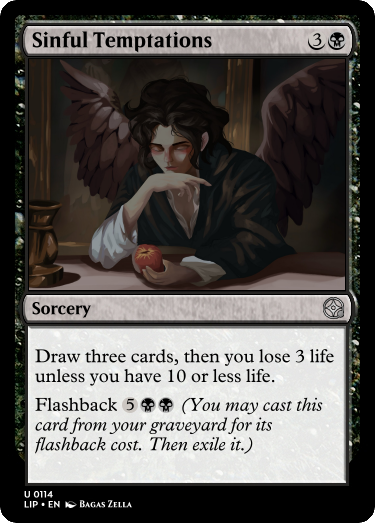 Sinful Temptations 3
Sorcery
Draw three cards, then you lose 3 life
unless you have 10 or less life.
Flashback 5 (You may cast this
card from your graveyard for its
flashback cost. Then exile it.)
U 0114
LIP • EN Bagas Zella